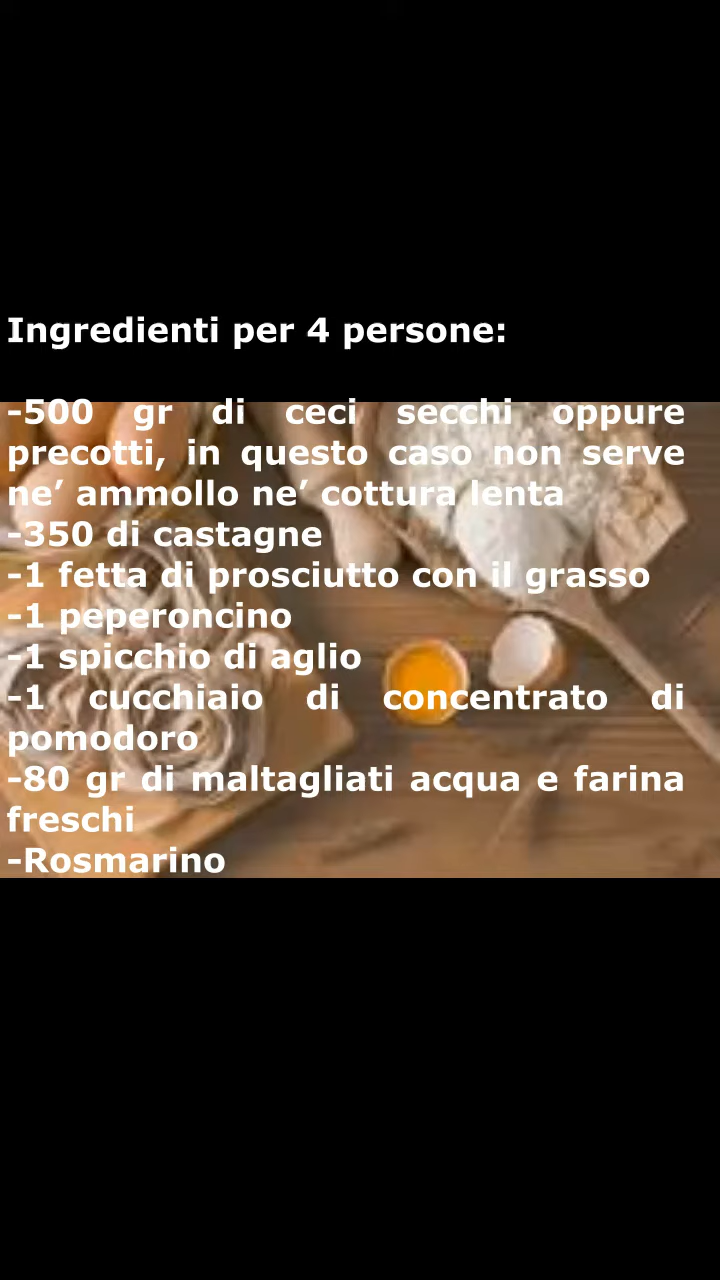 Ingredienti per 4 persone:
-500 gr di ceci secchi oppure
precotti, in questo caso non serve
ne’ ammollo ne’ cottura lenta
-350 di castagne
-1 fetta di prosciutto con il grasso
-1 peperoncino
-1 spicchio di aglio
-1 cucchiaio di concentrato di
pomodoro
-80 gr di maltagliati acqua e farina
freschi
-Rosmarino